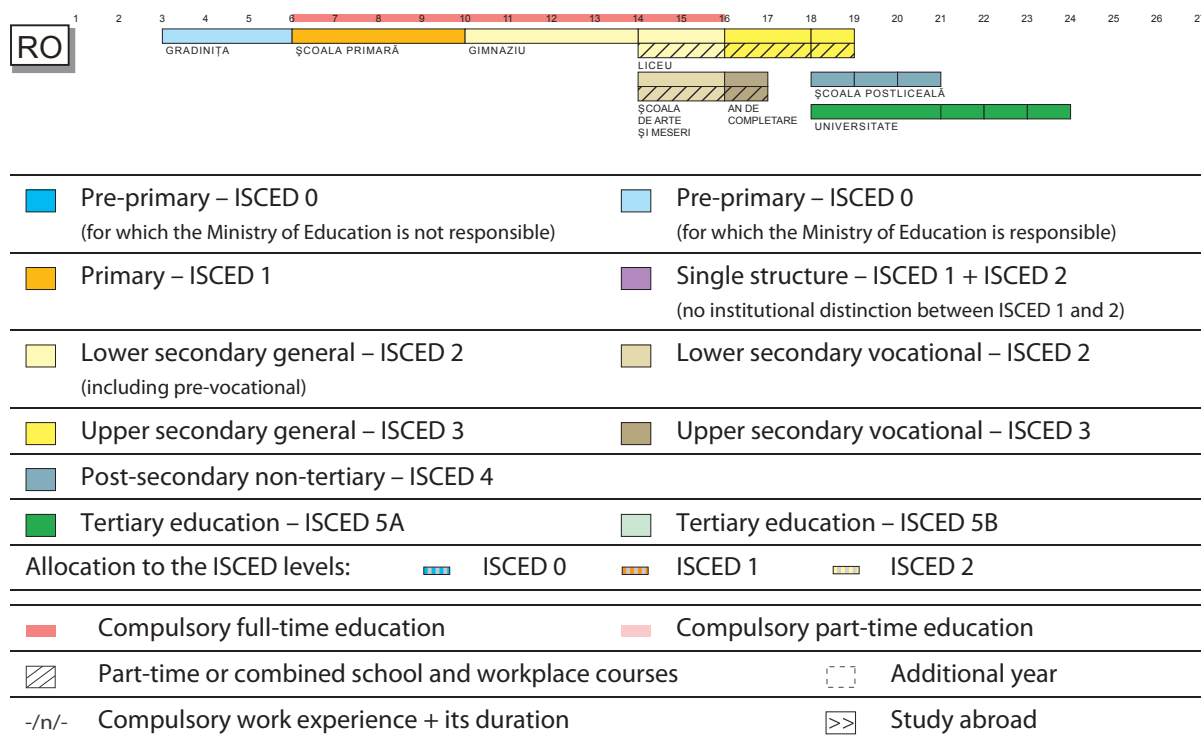 1 2 3 4 5 6 7 8 9 10 11 12 13 14 15 16 17 18 19 20 21 22 23 24 25 26 27
RO
GRADINIȚA ŞCOALA PRIMARĂ GIMNAZIU
LICEU
ŞCOALA POSTLICEALĂ
ŞCOALA
DE ARTE
ŞI MESERI
AN DE
COMPLETARE
UNIVERSITATE
Pre-primary – ISCED 0
(for which the Ministry of Education is not responsible)
Pre-primary – ISCED 0
(for which the Ministry of Education is responsible)
Primary – ISCED 1
Single structure – ISCED 1 + ISCED 2
(no institutional distinction between ISCED 1 and 2)
Lower secondary general – ISCED 2
(including pre-vocational)
Lower secondary vocational – ISCED 2
Upper secondary general – ISCED 3
Upper secondary vocational – ISCED 3
Post-secondary non-tertiary – ISCED 4
Tertiary education – ISCED 5A
Tertiary education – ISCED 5B
Allocation to the ISCED levels: ISCED 0 ISCED 1 ISCED 2
Compulsory full-time education
Compulsory part-time education
Part-time or combined school and workplace courses
Additional year
-/n/- Compulsory work experience + its duration
>> Study abroad